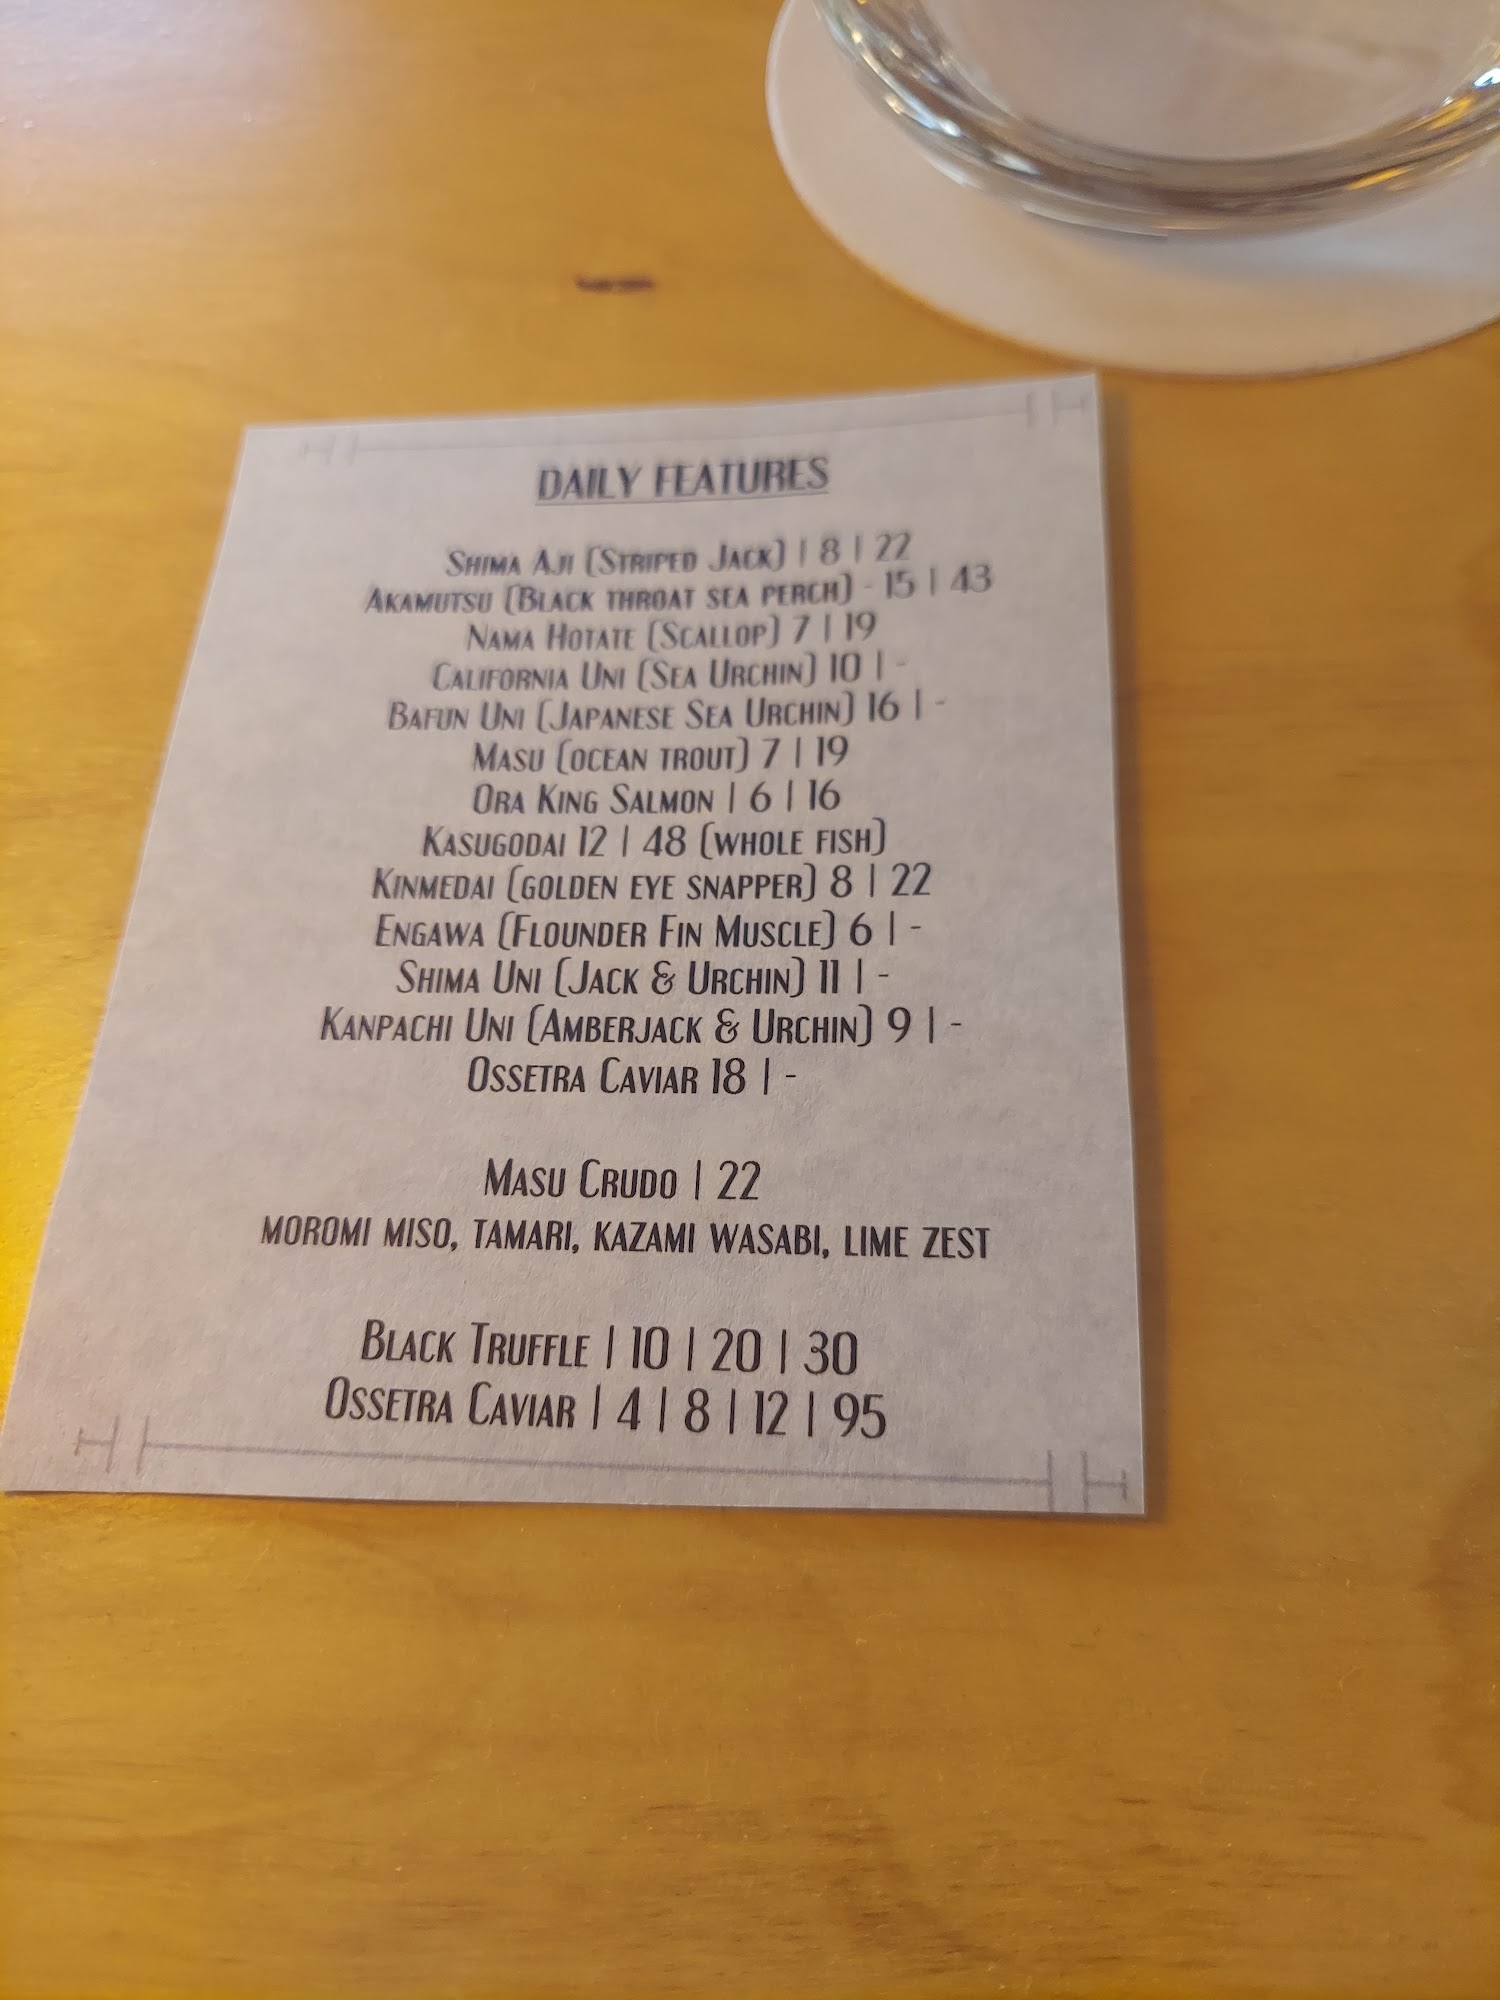 DAILY FEATURES
SHIMA AJI (STRIPED JACK) | 8 | 22
AKAMUTSU (BLACK THROAT SEA PERCH) - 15 | 43
NAMA HOTATE (SCALLOP) 7 | 19
CALIFORNIA UNI (SEA URCHIN) 10 | -
BAFUN UNI (JAPANESE SEA URCHIN) 16 | -
MASU (OCEAN TROUT) 7 | 19
ORA KING SALMON | 6 | 16
KASUGODAI 12 | 48 (WHOLE FISH)
KINMEDAI (GOLDEN EYE SNAPPER) 8 | 22
ENGAWA (FLOUNDER FIN MUSCLE) 6 | -
SHIMA UNI (JACK & URCHIN) 11 | -
KANPACHI UNI (AMBERJACK & URCHIN) 9 | -
OSSETRA CAVIAR 18 | -
MASU CRUDO | 22
MOROMI MISO, TAMARI, KAZAMI WASABI, LIME ZEST
BLACK TRUFFLE | 10 | 20 | 30
OSSETRA CAVIAR | 4 | 8 | 12 | 95